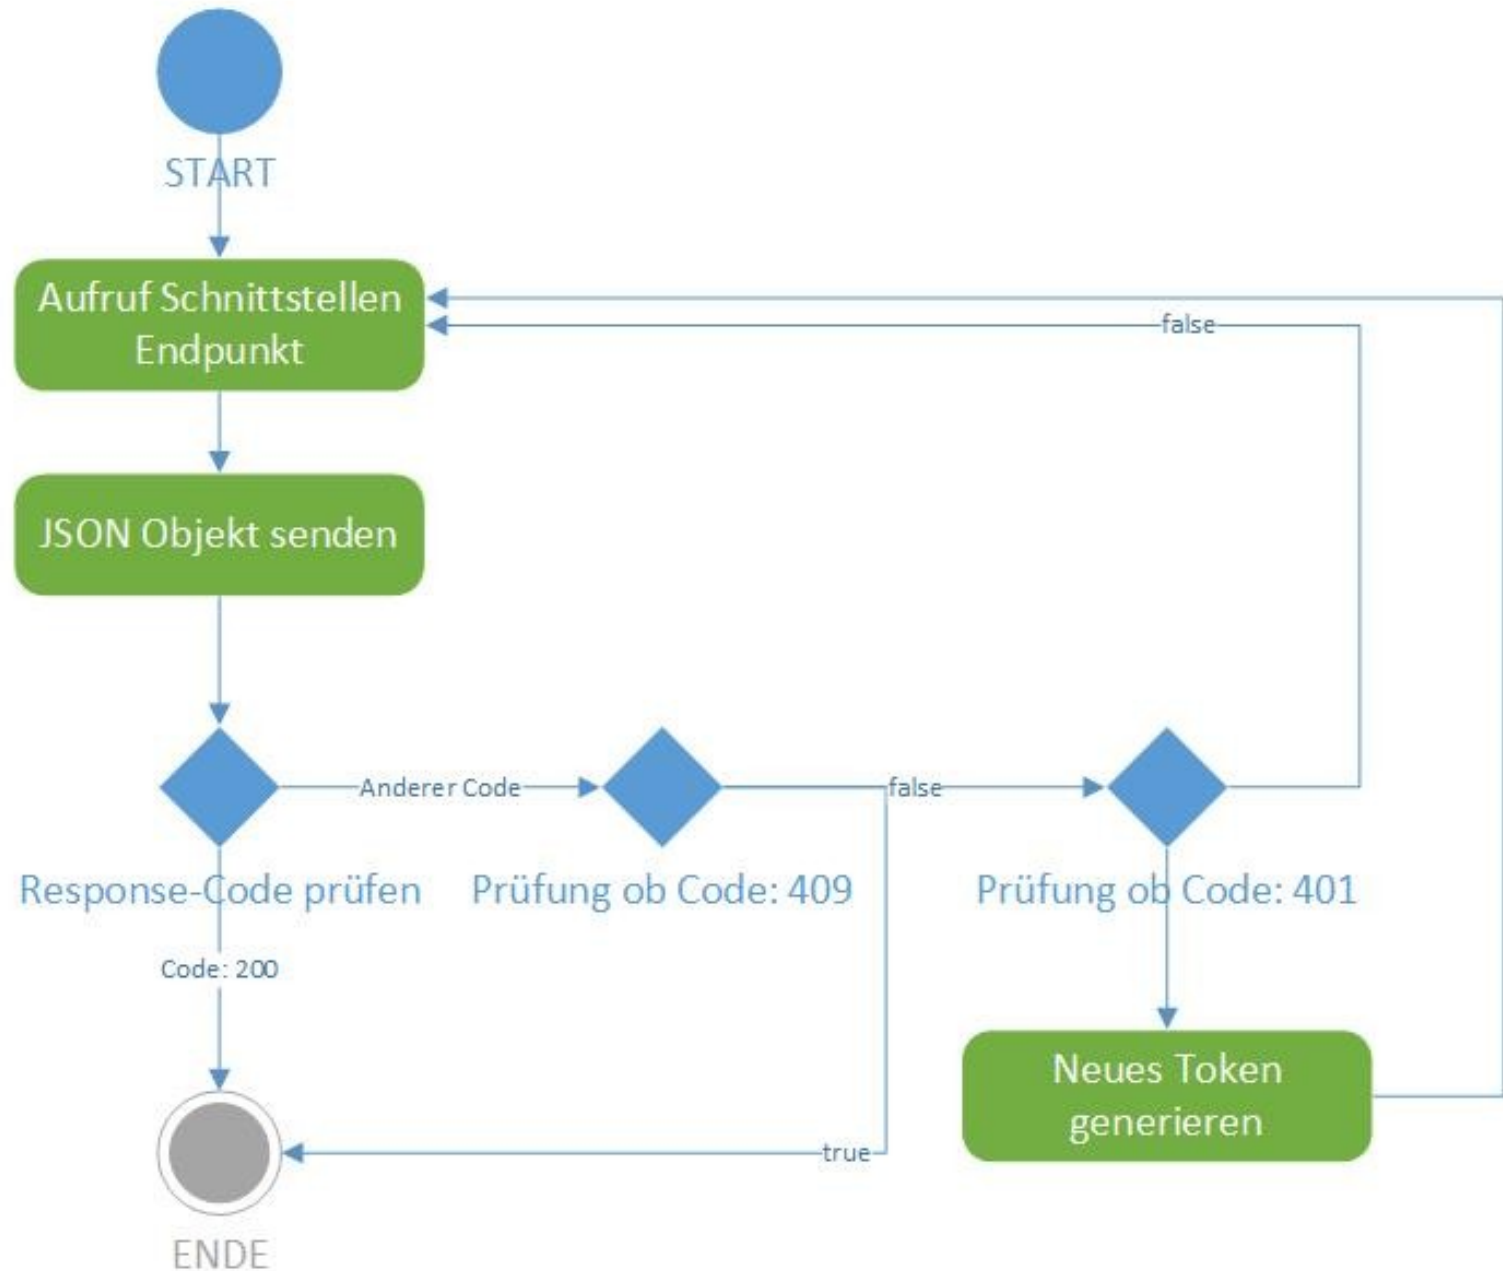 START
Aufruf Schnittstellen
Endpunkt
false
JSON Objekt senden
Anderer Code
false
Response-Code prüfen
Prüfung ob Code: 409
Prüfung ob Code: 401
Code: 200
Neues Token
generieren
true
ENDE